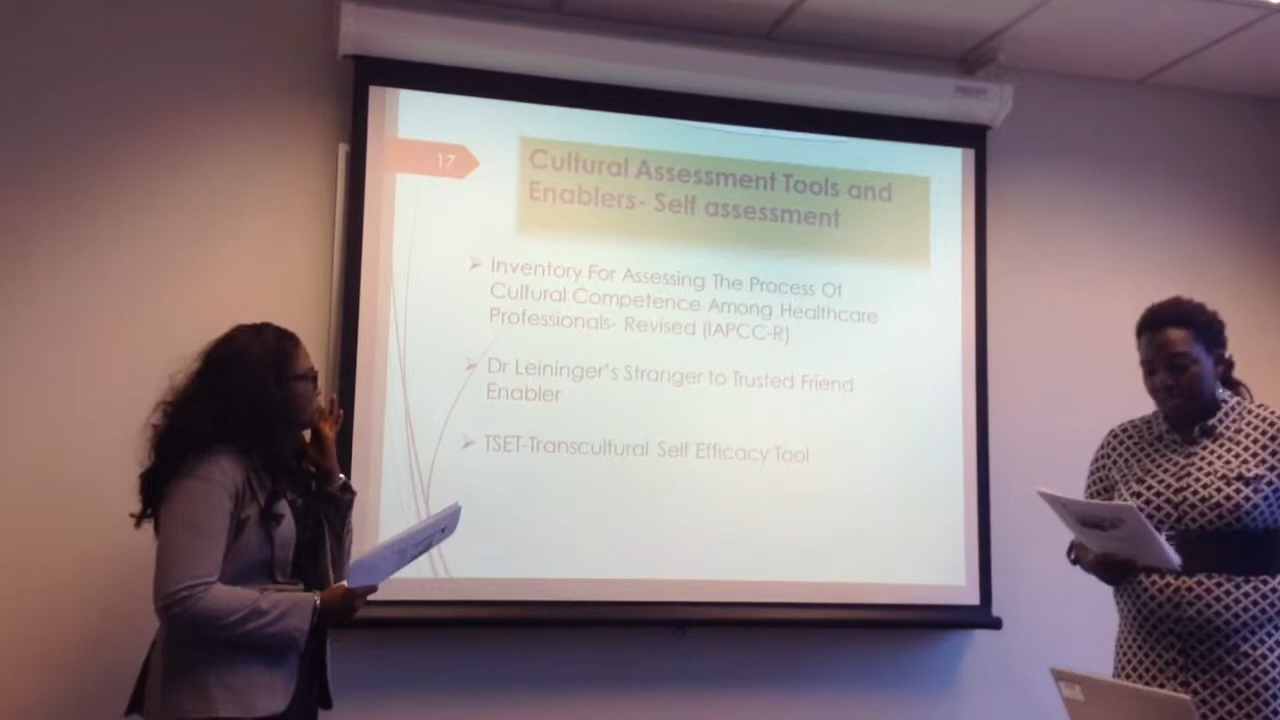 17
Cultural Assessment Tools and
Enablers- Self assessment
Inventory For Assessing The Process Of
Cultural Competence Among Healthcare
Professionals- Revised (IAPCC-R)
Dr Leininger's Stranger to Trusted Friend
Enabler
TSET-Transcultural Self Efficacy Tool